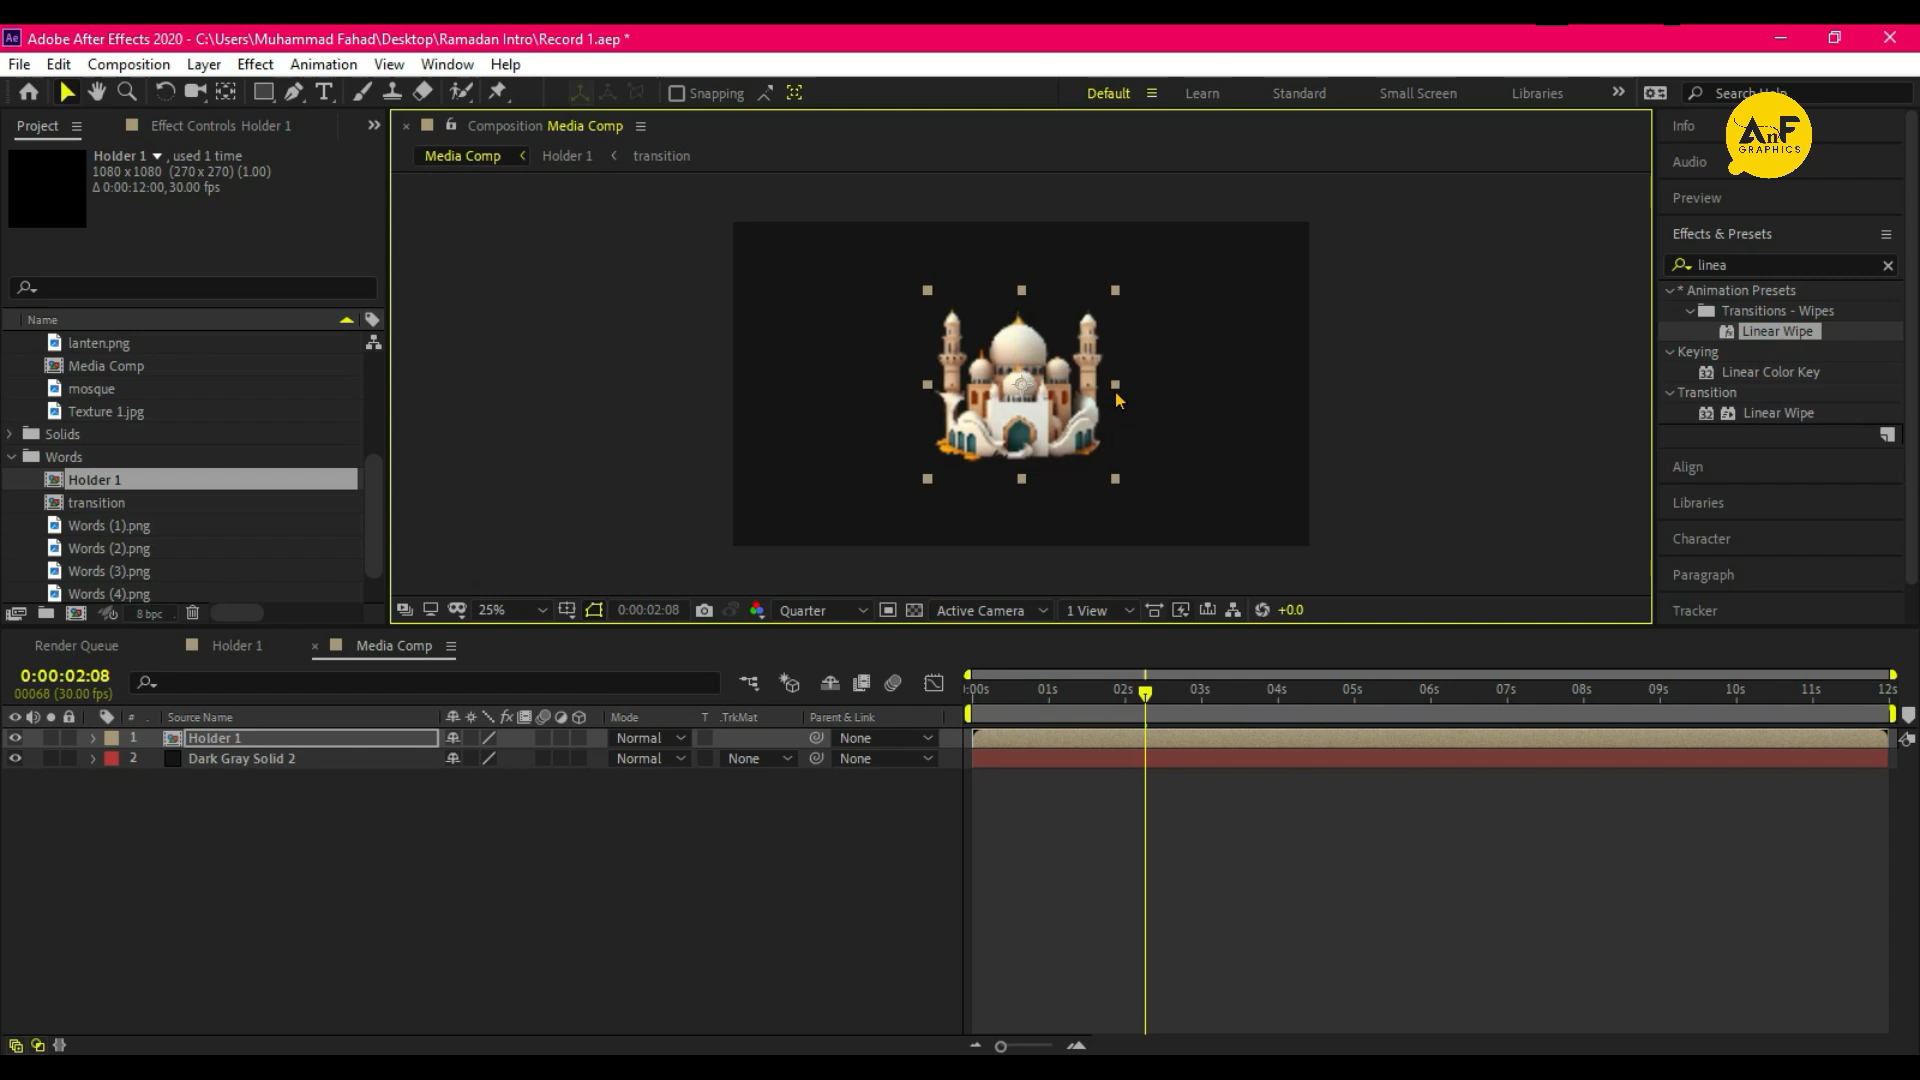 Ae Adobe After Effects 2020 - C:\Users\Muhammad Fahad\Desktop\Ramadan Intro\Record 1.aep *
File Edit Composition Layer Effect Animation View Window Help
Snapping Default Learn Standard Small Screen Libraries
AnF
GRAPHICS
Project Effect Controls Holder 1
Holder 1 , used 1 time
1080 x 1080 (270 x 270) (1.00)
Δ 0:00:12:00, 30.00 fps
Name
lanten.png
Media Comp
mosque
Texture 1.jpg
Solids
Words
Holder 1
transition
Words (1).png
Words (2).png
Words (3).png
Words (4).png
8 bpc
Composition Media Comp
Media Comp Holder 1 transition
25% 0:00:02:08 Quarter Active Camera 1 View +0.0
Info
Audio
Preview
Effects & Presets
linea
* Animation Presets
Transitions - Wipes
Linear Wipe
Keying
32 Linear Color Key
Transition
32 Linear Wipe
Align
Libraries
Character
Paragraph
Tracker
Render Queue Holder 1 Media Comp
0:00:02:08
00068 (30.00 fps)
:00s 01s 02s 03s 04s 05s 06s 07s 08s 09s 10s 11s 12s
# . Source Name fx Mode T .TrkMat Parent & Link
1 Holder 1 Normal None
2 Dark Gray Solid 2 Normal None None